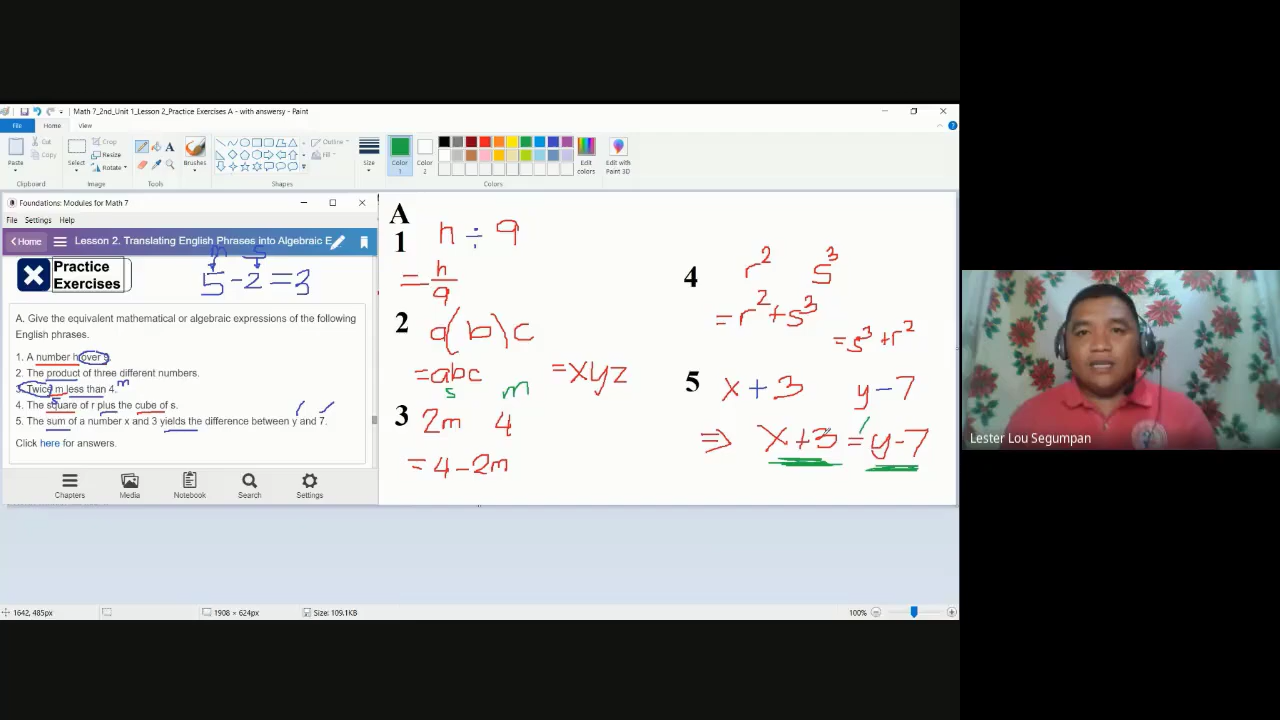 Math 7_2nd_Unit 1_Lesson 2_Practice Exercises A - with answersy - Paint
File Home View
Paste
Cut
Copy
Clipboard
Select
Crop
Resize
Rotate
Image
Tools
Brushes
Shapes
Outline
Fill
Size
Color 1
Color 2
Edit colors
Edit with Paint 3D
Colors
Foundations: Modules for Math 7
File Settings Help
Home
Lesson 2. Translating English Phrases into Algebraic E
m s
5 - 2 = 3
Practice
Exercises
A. Give the equivalent mathematical or algebraic expressions of the following
English phrases.
1. A number h over 9.
2. The product of three different numbers.
3. Twice m less than 4.
m
s
4. The square of r plus the cube of s.
5. The sum of a number x and 3 yields the difference between y and 7.
Click here for answers.
Chapters Media Notebook Search Settings
A
1
h ÷ 9
= h/9
2
a(b)c
= abc = xyz
s m
3
2m 4
= 4 - 2m
4
r² s³
= r² + s³
= s³ + r²
5
x + 3 y - 7
⇒ x + 3 = y - 7
1642, 485px
1908 × 624px
Size: 109.1KB
100%
Lester Lou Segumpan